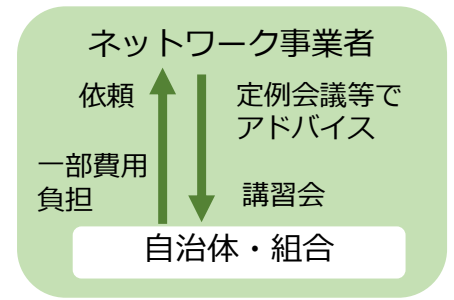 ネットワーク事業者
依頼
定例会議等で
アドバイス
一部費用
負担
講習会
自治体・組合